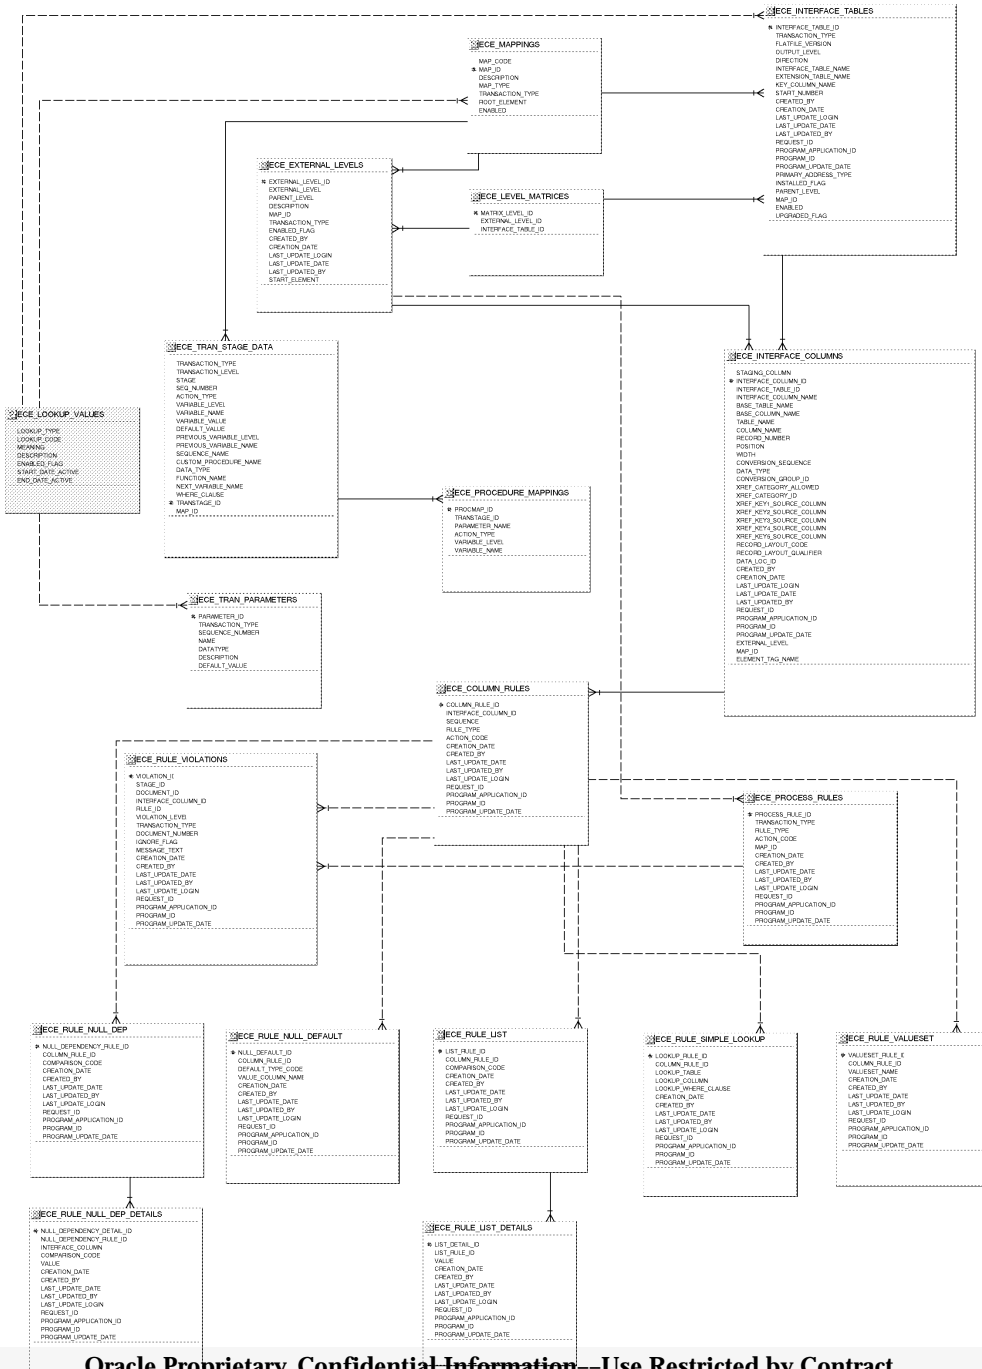 ECE_INTERFACE_TABLES
INTERFACE_TABLE_ID
TRANSACTION_TYPE
FLATFILE_VERSION
OUTPUT_LEVEL
DIRECTION
INTERFACE_TABLE_NAME
EXTENSION_TABLE_NAME
KEY_COLUMN_NAME
START_NUMBER
CREATED_BY
CREATION_DATE
LAST_UPDATE_LOGIN
LAST_UPDATE_DATE
LAST_UPDATED_BY
REQUEST_ID
PROGRAM_APPLICATION_ID
PROGRAM_ID
PROGRAM_UPDATE_DATE
PRIMARY_ADDRESS_TYPE
INSTALLED_FLAG
PARENT_LEVEL
MAP_ID
ENABLED
UPGRADED_FLAG
ECE_MAPPINGS
MAP_CODE
MAP_ID
DESCRIPTION
MAP_TYPE
TRANSACTION_TYPE
ROOT_ELEMENT
ENABLED
ECE_EXTERNAL_LEVELS
EXTERNAL_LEVEL_ID
EXTERNAL_LEVEL
PARENT_LEVEL
DESCRIPTION
MAP_ID
TRANSACTION_TYPE
ENABLED_FLAG
CREATED_BY
CREATION_DATE
LAST_UPDATE_LOGIN
LAST_UPDATE_DATE
LAST_UPDATED_BY
START_ELEMENT
ECE_LEVEL_MATRICES
MATRIX_LEVEL_ID
EXTERNAL_LEVEL_ID
INTERFACE_TABLE_ID
ECE_TRAN_STAGE_DATA
TRANSACTION_TYPE
TRANSACTION_LEVEL
STAGE
SEQ_NUMBER
ACTION_TYPE
VARIABLE_LEVEL
VARIABLE_NAME
VARIABLE_VALUE
DEFAULT_VALUE
PREVIOUS_VARIABLE_LEVEL
PREVIOUS_VARIABLE_NAME
SEQUENCE_NAME
CUSTOM_PROCEDURE_NAME
DATA_TYPE
FUNCTION_NAME
NEXT_VARIABLE_NAME
WHERE_CLAUSE
TRANSTAGE_ID
MAP_ID
ECE_INTERFACE_COLUMNS
STAGING_COLUMN
INTERFACE_COLUMN_ID
INTERFACE_TABLE_ID
INTERFACE_COLUMN_NAME
BASE_TABLE_NAME
BASE_COLUMN_NAME
TABLE_NAME
COLUMN_NAME
RECORD_NUMBER
POSITION
WIDTH
CONVERSION_SEQUENCE
DATA_TYPE
CONVERSION_GROUP_ID
XREF_CATEGORY_ALLOWED
XREF_CATEGORY_ID
XREF_KEY1_SOURCE_COLUMN
XREF_KEY2_SOURCE_COLUMN
XREF_KEY3_SOURCE_COLUMN
XREF_KEY4_SOURCE_COLUMN
XREF_KEY5_SOURCE_COLUMN
RECORD_LAYOUT_CODE
RECORD_LAYOUT_QUALIFIER
DATA_LOC_ID
CREATED_BY
CREATION_DATE
LAST_UPDATE_LOGIN
LAST_UPDATE_DATE
LAST_UPDATED_BY
REQUEST_ID
PROGRAM_APPLICATION_ID
PROGRAM_ID
PROGRAM_UPDATE_DATE
EXTERNAL_LEVEL
MAP_ID
ELEMENT_TAG_NAME
ECE_LOOKUP_VALUES
LOOKUP_TYPE
LOOKUP_CODE
MEANING
DESCRIPTION
ENABLED_FLAG
START_DATE_ACTIVE
END_DATE_ACTIVE
ECE_PROCEDURE_MAPPINGS
PROCMAP_ID
TRANSTAGE_ID
PARAMETER_NAME
ACTION_TYPE
VARIABLE_LEVEL
VARIABLE_NAME
ECE_TRAN_PARAMETERS
PARAMETER_ID
TRANSACTION_TYPE
SEQUENCE_NUMBER
NAME
DATATYPE
DESCRIPTION
DEFAULT_VALUE
ECE_COLUMN_RULES
COLUMN_RULE_ID
INTERFACE_COLUMN_ID
SEQUENCE
RULE_TYPE
ACTION_CODE
CREATION_DATE
CREATED_BY
LAST_UPDATE_DATE
LAST_UPDATED_BY
LAST_UPDATE_LOGIN
REQUEST_ID
PROGRAM_APPLICATION_ID
PROGRAM_ID
PROGRAM_UPDATE_DATE
ECE_RULE_VIOLATIONS
VIOLATION_I(
STAGE_ID
DOCUMENT_ID
INTERFACE_COLUMN_ID
RULE_ID
VIOLATION_LEVEL
TRANSACTION_TYPE
DOCUMENT_NUMBER
IGNORE_FLAG
MESSAGE_TEXT
CREATION_DATE
CREATED_BY
LAST_UPDATE_DATE
LAST_UPDATED_BY
LAST_UPDATE_LOGIN
REQUEST_ID
PROGRAM_APPLICATION_ID
PROGRAM_ID
PROGRAM_UPDATE_DATE
ECE_PROCESS_RULES
PROCESS_RULE_ID
TRANSACTION_TYPE
RULE_TYPE
ACTION_CODE
MAP_ID
CREATION_DATE
CREATED_BY
LAST_UPDATE_DATE
LAST_UPDATED_BY
LAST_UPDATE_LOGIN
REQUEST_ID
PROGRAM_APPLICATION_ID
PROGRAM_ID
PROGRAM_UPDATE_DATE
ECE_RULE_NULL_DEP
NULL_DEPENDENCY_RULE_ID
COLUMN_RULE_ID
COMPARISON_CODE
CREATION_DATE
CREATED_BY
LAST_UPDATE_DATE
LAST_UPDATED_BY
LAST_UPDATE_LOGIN
REQUEST_ID
PROGRAM_APPLICATION_ID
PROGRAM_ID
PROGRAM_UPDATE_DATE
ECE_RULE_NULL_DEFAULT
NULL_DEFAULT_ID
COLUMN_RULE_ID
DEFAULT_TYPE_CODE
VALUE_COLUMN_NAME
CREATION_DATE
CREATED_BY
LAST_UPDATE_DATE
LAST_UPDATED_BY
LAST_UPDATE_LOGIN
REQUEST_ID
PROGRAM_APPLICATION_ID
PROGRAM_ID
PROGRAM_UPDATE_DATE
ECE_RULE_LIST
LIST_RULE_ID
COLUMN_RULE_ID
COMPARISON_CODE
CREATION_DATE
CREATED_BY
LAST_UPDATE_DATE
LAST_UPDATED_BY
LAST_UPDATE_LOGIN
REQUEST_ID
PROGRAM_APPLICATION_ID
PROGRAM_ID
PROGRAM_UPDATE_DATE
ECE_RULE_SIMPLE_LOOKUP
LOOKUP_RULE_ID
COLUMN_RULE_ID
LOOKUP_TABLE
LOOKUP_COLUMN
LOOKUP_WHERE_CLAUSE
CREATION_DATE
CREATED_BY
LAST_UPDATE_DATE
LAST_UPDATED_BY
LAST_UPDATE_LOGIN
REQUEST_ID
PROGRAM_APPLICATION_ID
PROGRAM_ID
PROGRAM_UPDATE_DATE
ECE_RULE_VALUESET
VALUESET_RULE_I(
COLUMN_RULE_ID
VALUESET_NAME
CREATION_DATE
CREATED_BY
LAST_UPDATE_DATE
LAST_UPDATED_BY
LAST_UPDATE_LOGIN
REQUEST_ID
PROGRAM_APPLICATION_ID
PROGRAM_ID
PROGRAM_UPDATE_DATE
ECE_RULE_NULL_DEP_DETAILS
NULL_DEPENDENCY_DETAIL_ID
NULL_DEPENDENCY_RULE_ID
INTERFACE_COLUMN
COMPARISON_CODE
VALUE
CREATION_DATE
CREATED_BY
LAST_UPDATE_DATE
LAST_UPDATED_BY
LAST_UPDATE_LOGIN
REQUEST_ID
PROGRAM_APPLICATION_ID
PROGRAM_ID
PROGRAM_UPDATE_DATE
ECE_RULE_LIST_DETAILS
LIST_DETAIL_ID
LIST_RULE_ID
VALUE
CREATION_DATE
CREATED_BY
LAST_UPDATE_DATE
LAST_UPDATED_BY
LAST_UPDATE_LOGIN
REQUEST_ID
PROGRAM_APPLICATION_ID
PROGRAM_ID
PROGRAM_UPDATE_DATE
Oracle Proprietary, Confidential Information--Use Restricted by Contract